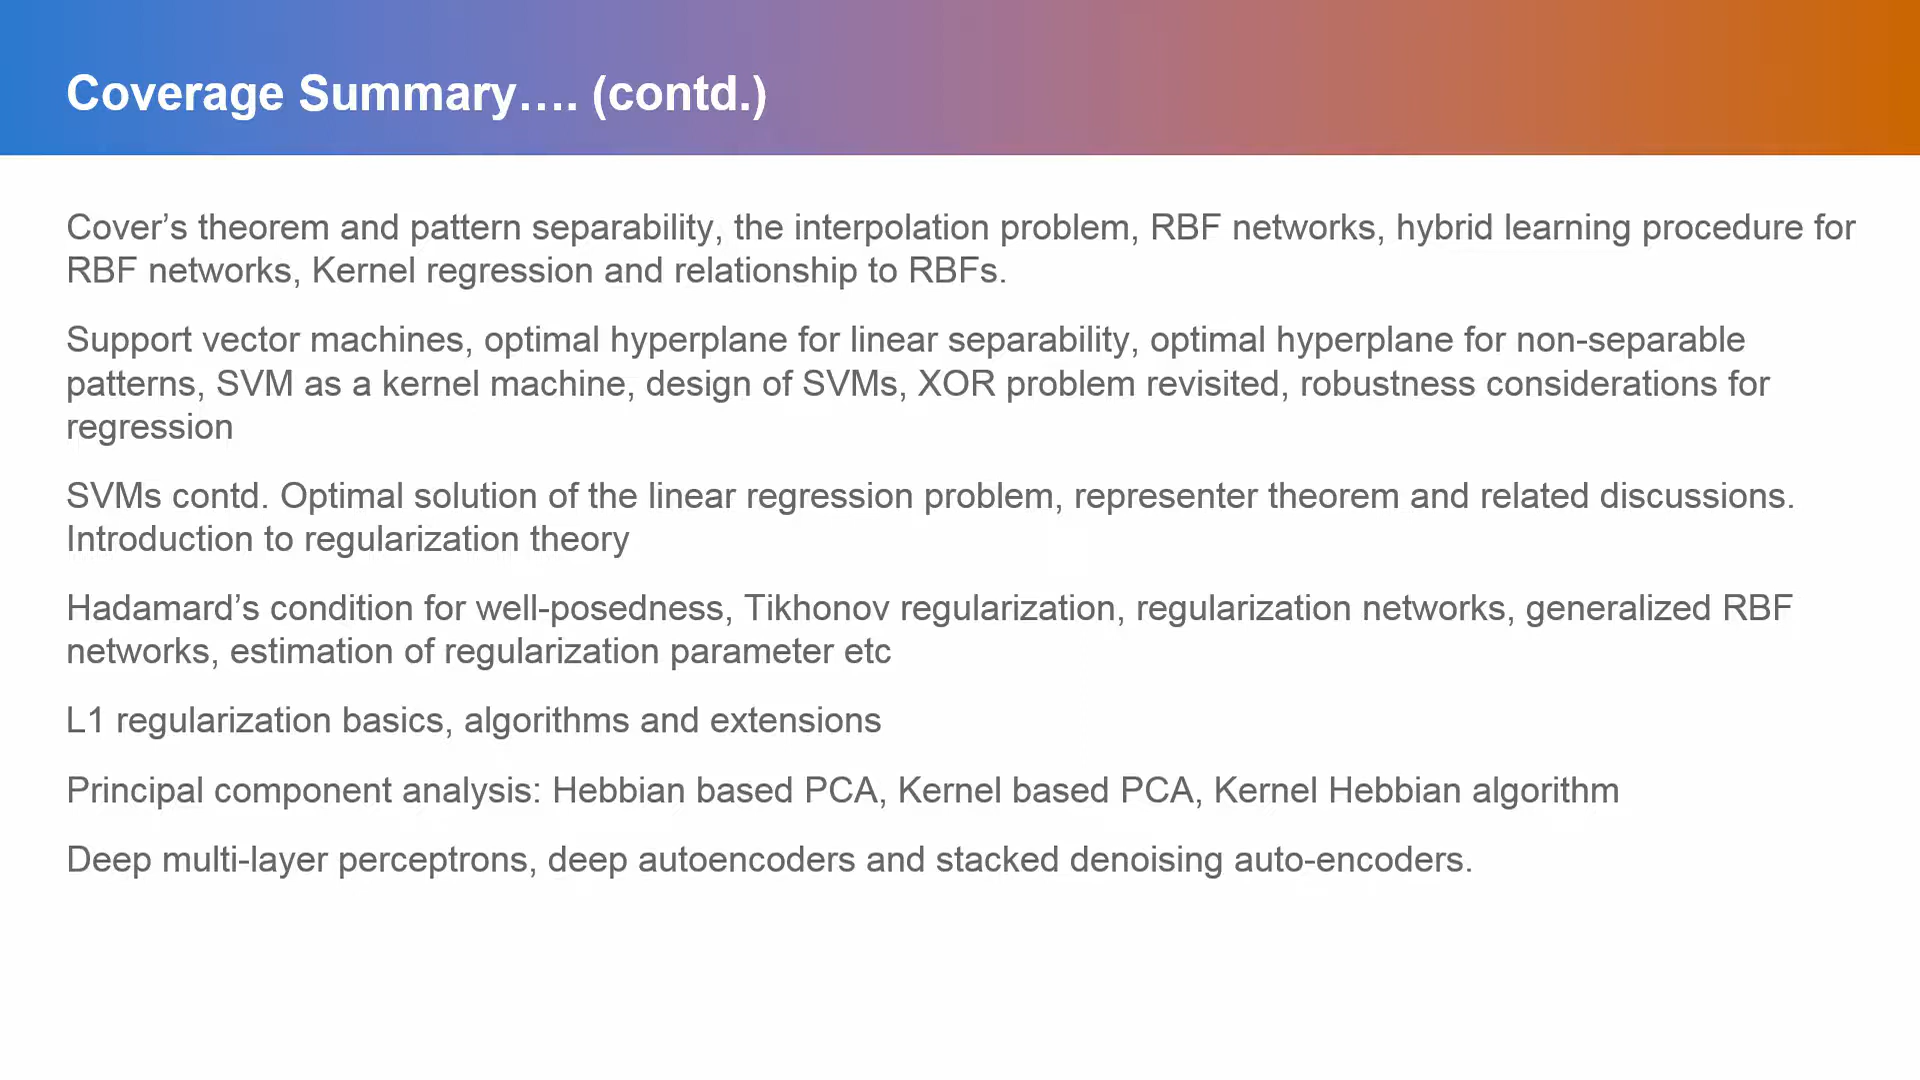 Coverage Summary…. (contd.)
Cover’s theorem and pattern separability, the interpolation problem, RBF networks, hybrid learning procedure for
RBF networks, Kernel regression and relationship to RBFs.
Support vector machines, optimal hyperplane for linear separability, optimal hyperplane for non-separable
patterns, SVM as a kernel machine, design of SVMs, XOR problem revisited, robustness considerations for
regression
SVMs contd. Optimal solution of the linear regression problem, representer theorem and related discussions.
Introduction to regularization theory
Hadamard’s condition for well-posedness, Tikhonov regularization, regularization networks, generalized RBF
networks, estimation of regularization parameter etc
L1 regularization basics, algorithms and extensions
Principal component analysis: Hebbian based PCA, Kernel based PCA, Kernel Hebbian algorithm
Deep multi-layer perceptrons, deep autoencoders and stacked denoising auto-encoders.